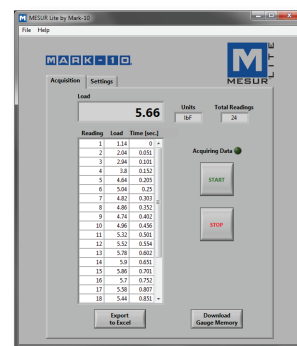 MESUR Lite by Mark-10
File Help
MARK-10
M
MESUR
LITE
Acquisition Settings
Load
5.66
Units
lbF
Total Readings
24
Reading Load Time [sec.]
1 1.14 0
2 2.04 0.051
3 2.94 0.101
4 3.8 0.152
5 4.64 0.205
6 5.04 0.25
7 4.82 0.303
8 4.86 0.352
9 4.74 0.402
10 4.96 0.456
11 5.32 0.501
12 5.52 0.554
13 5.78 0.602
14 5.9 0.651
15 5.86 0.701
16 5.7 0.752
17 5.58 0.807
18 5.44 0.851
Acquiring Data
START
STOP
Export
to Excel
Download
Gauge Memory